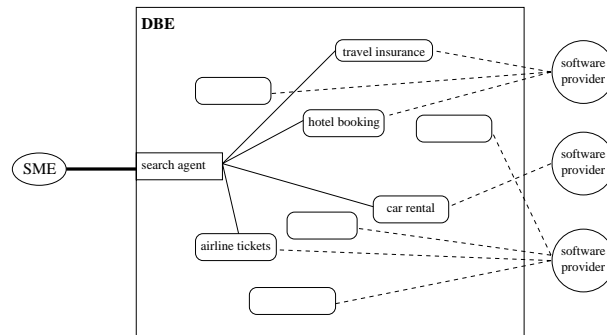 DBE
travel insurance
software
provider
hotel booking
SME
search agent
software
provider
car rental
airline tickets
software
provider